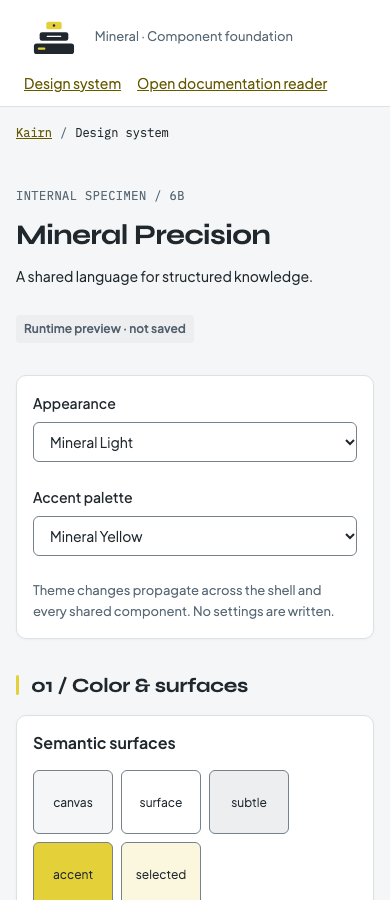 Mineral · Component foundation
Design system Open documentation reader
Kairn / Design system
INTERNAL SPECIMEN / 6B
Mineral Precision
A shared language for structured knowledge.
Runtime preview · not saved
Appearance
Mineral Light
Accent palette
Mineral Yellow
Theme changes propagate across the shell and
every shared component. No settings are written.
01 / Color & surfaces
Semantic surfaces
canvas surface subtle
accent selected